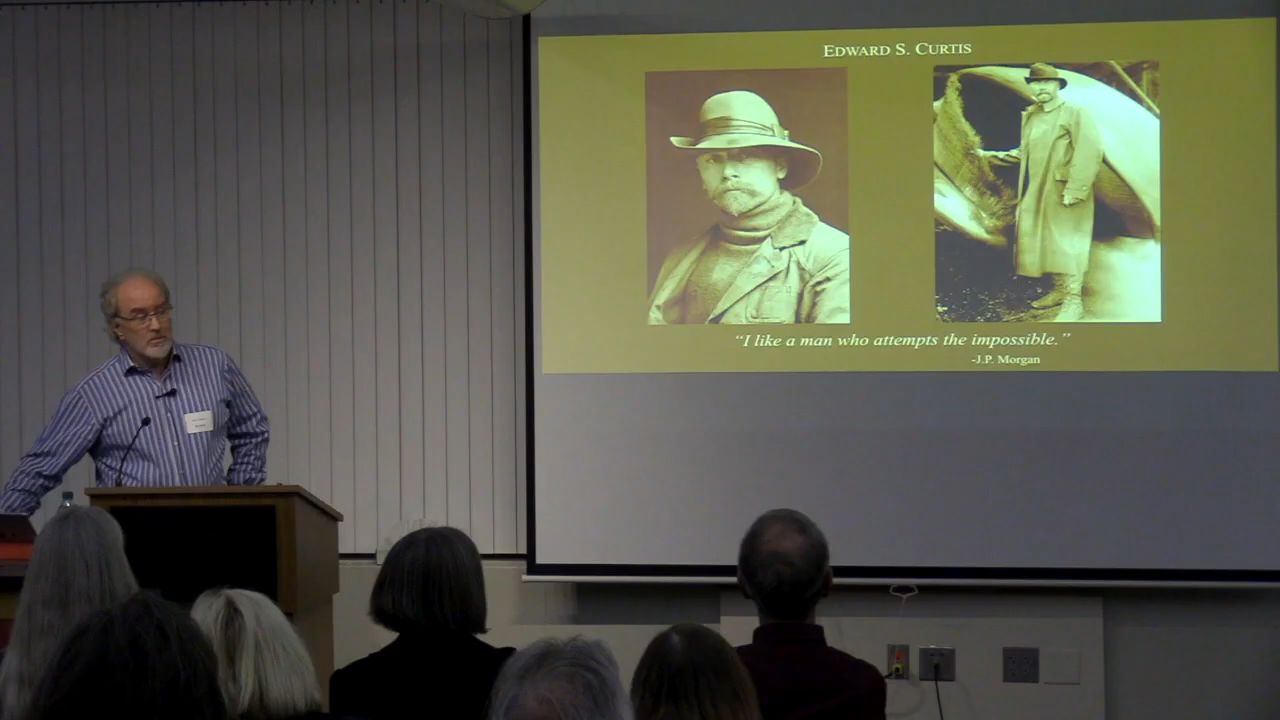 EDWARD S. CURTIS
"I like a man who attempts the impossible."
-J.P. Morgan